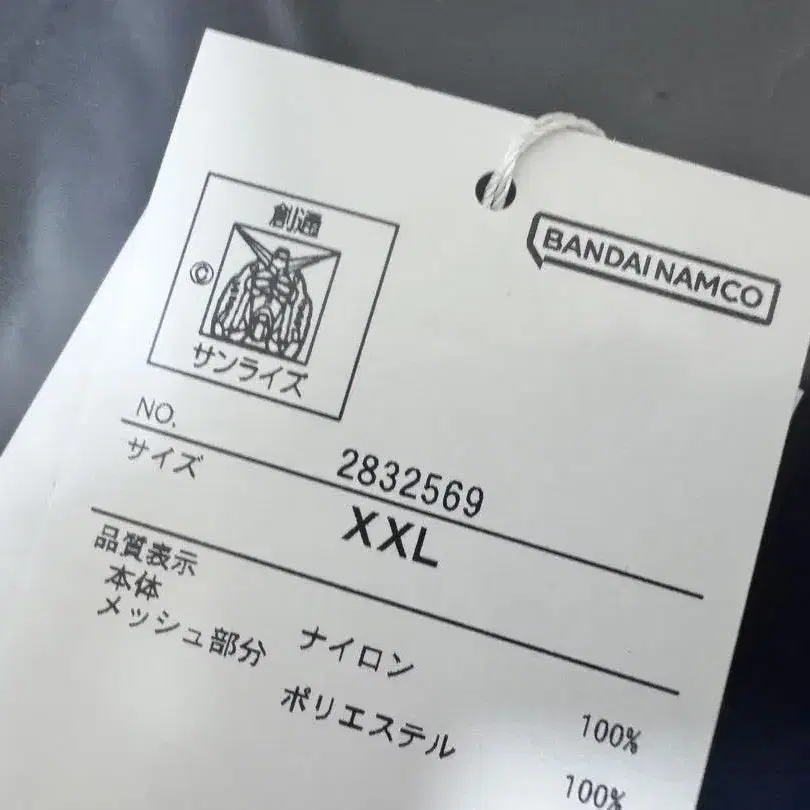 創通
©
サンライズ
BANDAI NAMCO
NO. 2832569
サイズ XXL
品質表示
本体 ナイロン 100%
メッシュ部分 ポリエステル 100%